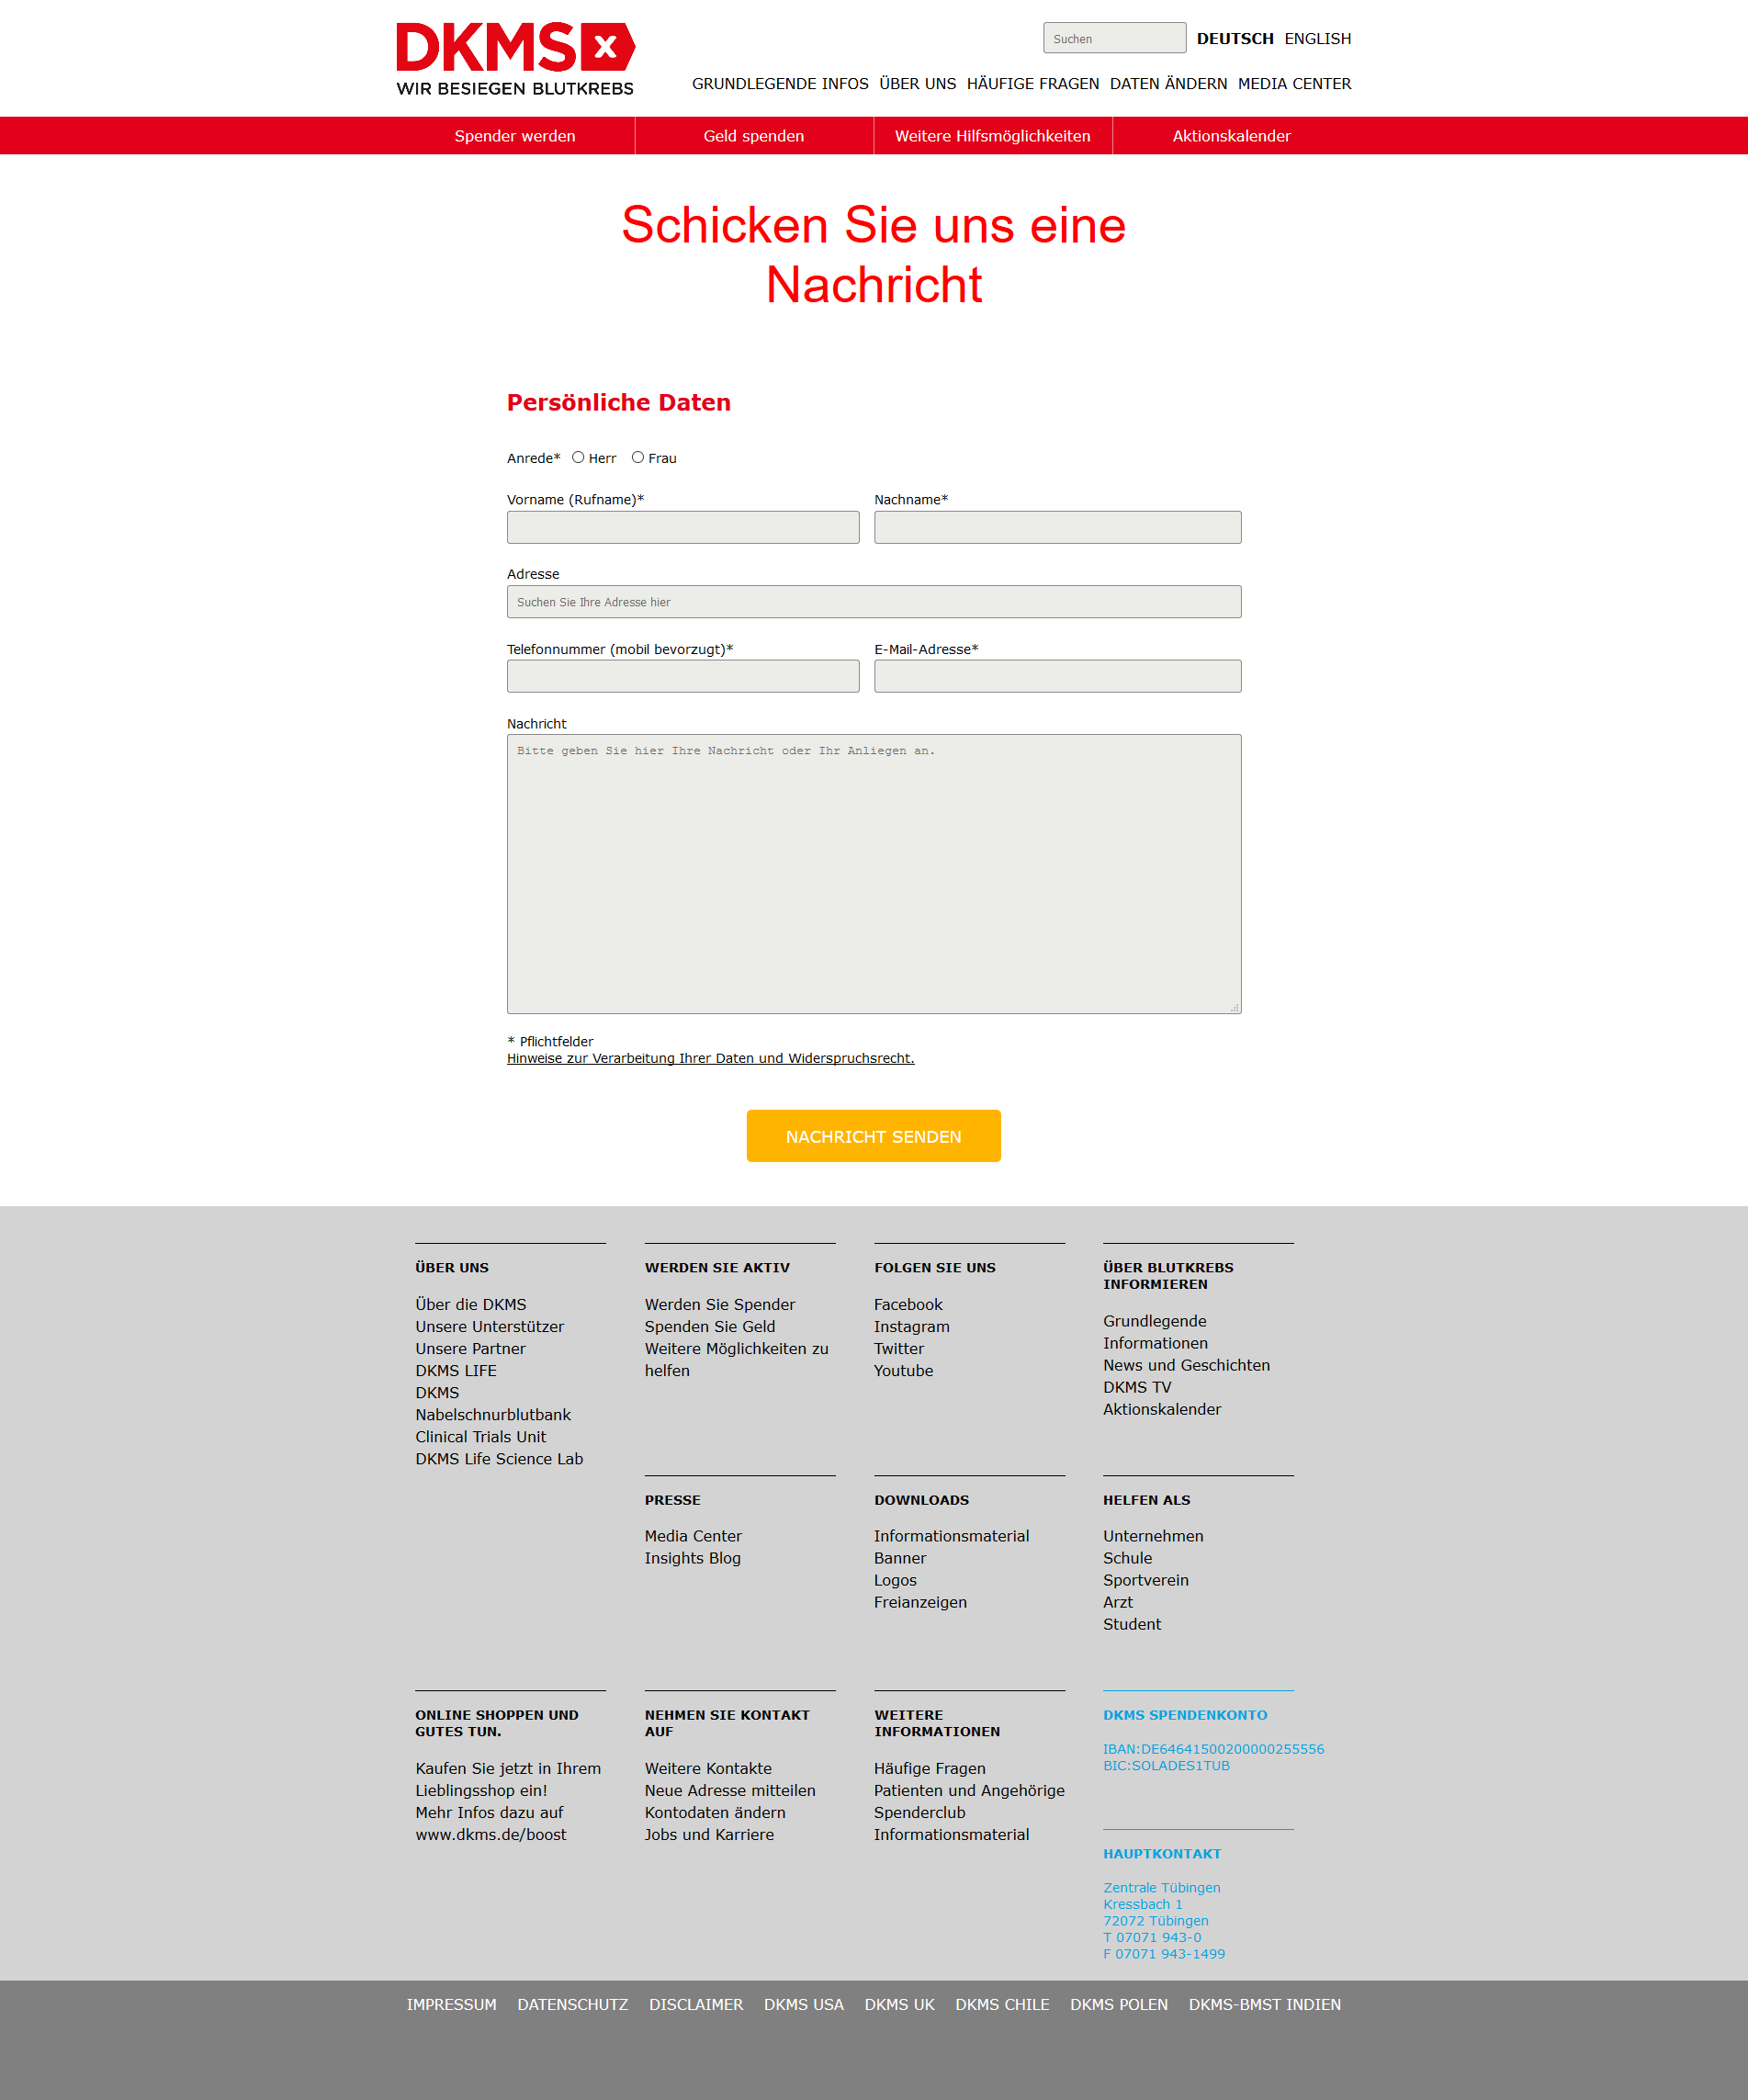 DKMS x
WIR BESIEGEN BLUTKREBS
Suchen DEUTSCH ENGLISH
GRUNDLEGENDE INFOS ÜBER UNS HÄUFIGE FRAGEN DATEN ÄNDERN MEDIA CENTER
Spender werden Geld spenden Weitere Hilfsmöglichkeiten Aktionskalender
Schicken Sie uns eine
Nachricht
Persönliche Daten
Anrede* Herr Frau
Vorname (Rufname)* Nachname*
Adresse
Suchen Sie Ihre Adresse hier
Telefonnummer (mobil bevorzugt)* E-Mail-Adresse*
Nachricht
Bitte geben Sie hier Ihre Nachricht oder Ihr Anliegen an.
* Pflichtfelder
Hinweise zur Verarbeitung Ihrer Daten und Widerspruchsrecht.
NACHRICHT SENDEN
ÜBER UNS
Über die DKMS
Unsere Unterstützer
Unsere Partner
DKMS LIFE
DKMS
Nabelschnurblutbank
Clinical Trials Unit
DKMS Life Science Lab
WERDEN SIE AKTIV
Werden Sie Spender
Spenden Sie Geld
Weitere Möglichkeiten zu
helfen
FOLGEN SIE UNS
Facebook
Instagram
Twitter
Youtube
ÜBER BLUTKREBS
INFORMIEREN
Grundlegende
Informationen
News und Geschichten
DKMS TV
Aktionskalender
PRESSE
Media Center
Insights Blog
DOWNLOADS
Informationsmaterial
Banner
Logos
Freianzeigen
HELFEN ALS
Unternehmen
Schule
Sportverein
Arzt
Student
ONLINE SHOPPEN UND
GUTES TUN.
Kaufen Sie jetzt in Ihrem
Lieblingsshop ein!
Mehr Infos dazu auf
www.dkms.de/boost
NEHMEN SIE KONTAKT
AUF
Weitere Kontakte
Neue Adresse mitteilen
Kontodaten ändern
Jobs und Karriere
WEITERE
INFORMATIONEN
Häufige Fragen
Patienten und Angehörige
Spenderclub
Informationsmaterial
DKMS SPENDENKONTO
IBAN:DE64641500200000255556
BIC:SOLADES1TUB
HAUPTKONTAKT
Zentrale Tübingen
Kressbach 1
72072 Tübingen
T 07071 943-0
F 07071 943-1499
IMPRESSUM DATENSCHUTZ DISCLAIMER DKMS USA DKMS UK DKMS CHILE DKMS POLEN DKMS-BMST INDIEN